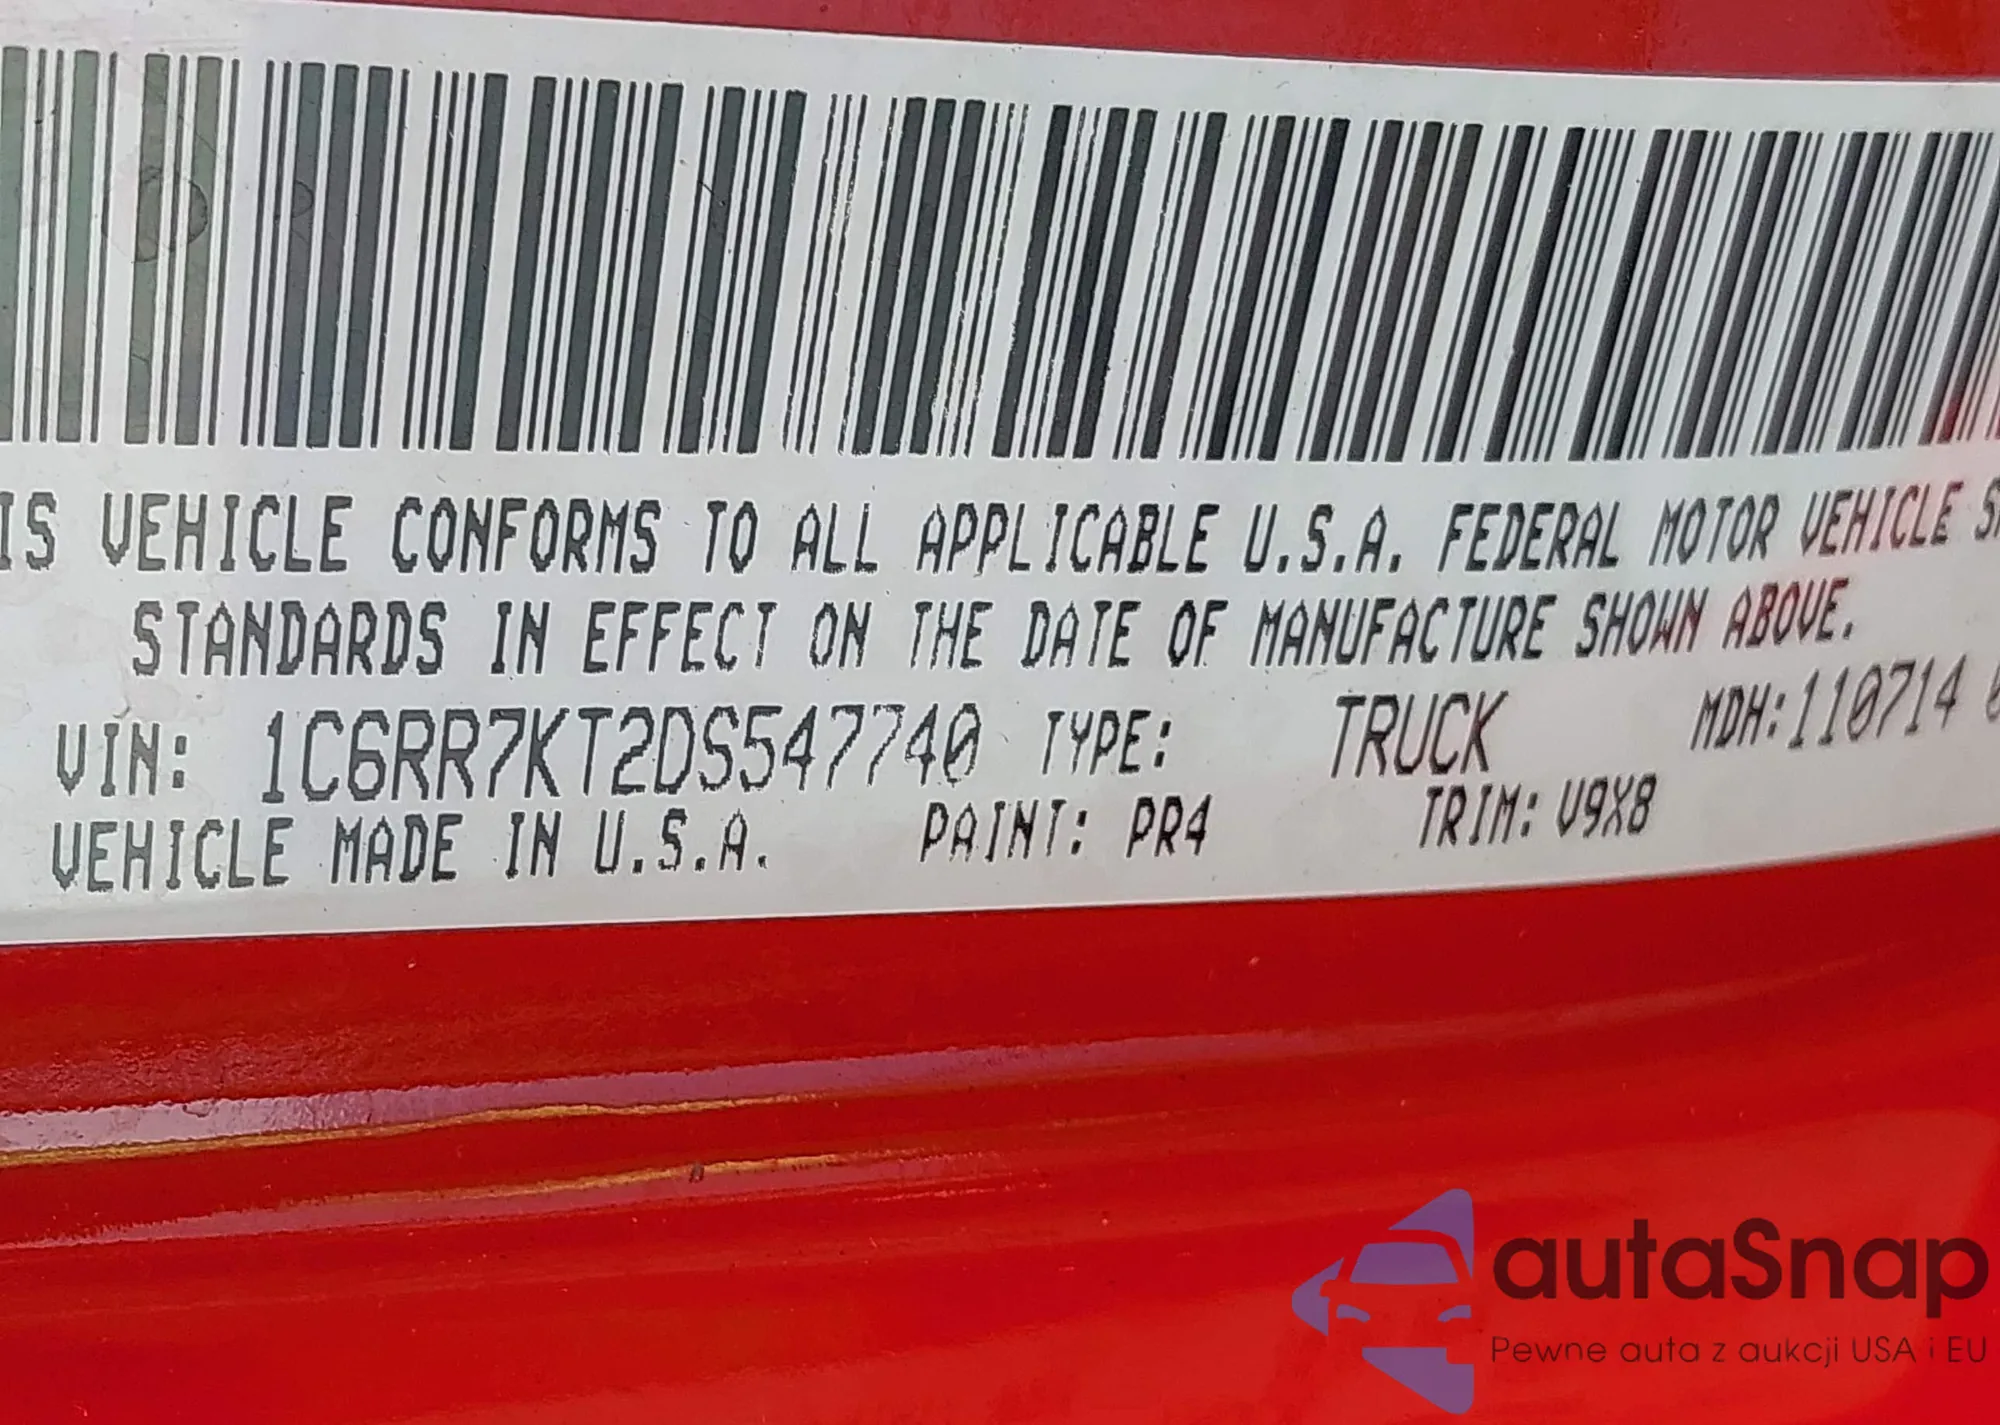 IS VEHICLE CONFORMS TO ALL APPLICABLE U.S.A. FEDERAL MOTOR VEHICLE SA
STANDARDS IN EFFECT ON THE DATE OF MANUFACTURE SHOWN ABOVE.
VIN: 1C6RR7KT2DS547740 TYPE: TRUCK MDH:110714 0
VEHICLE MADE IN U.S.A. PAINT: PR4 TRIM: V9X8
autaSnap
Pewne auta z aukcji USA i EU